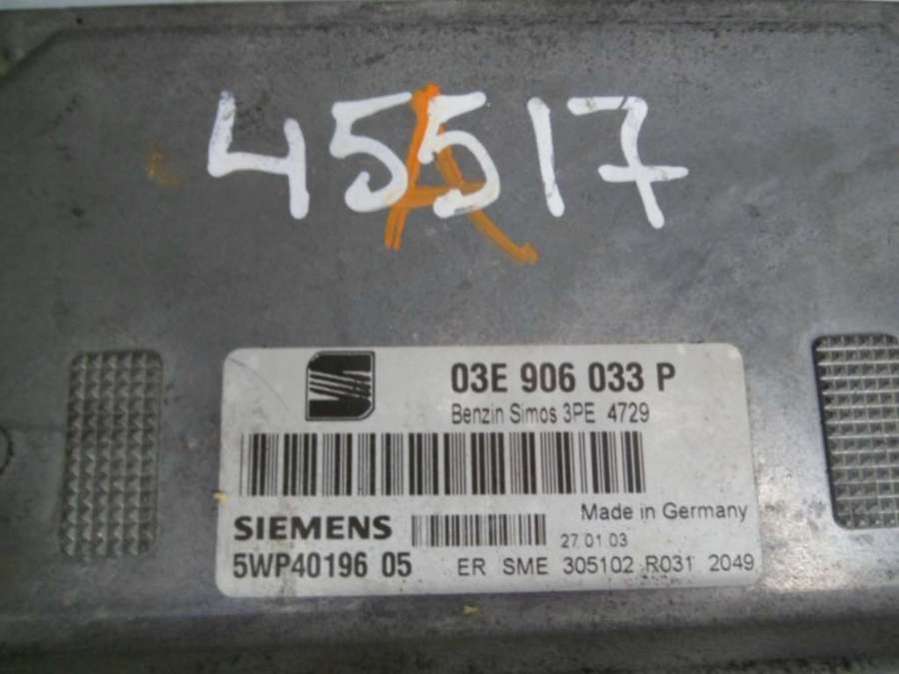 45517
A
03E 906 033 P
Benzin Simos 3PE 4729
Made in Germany
SIEMENS
27.01.03
5WP40196 05
ER SME 305102 R031 2049